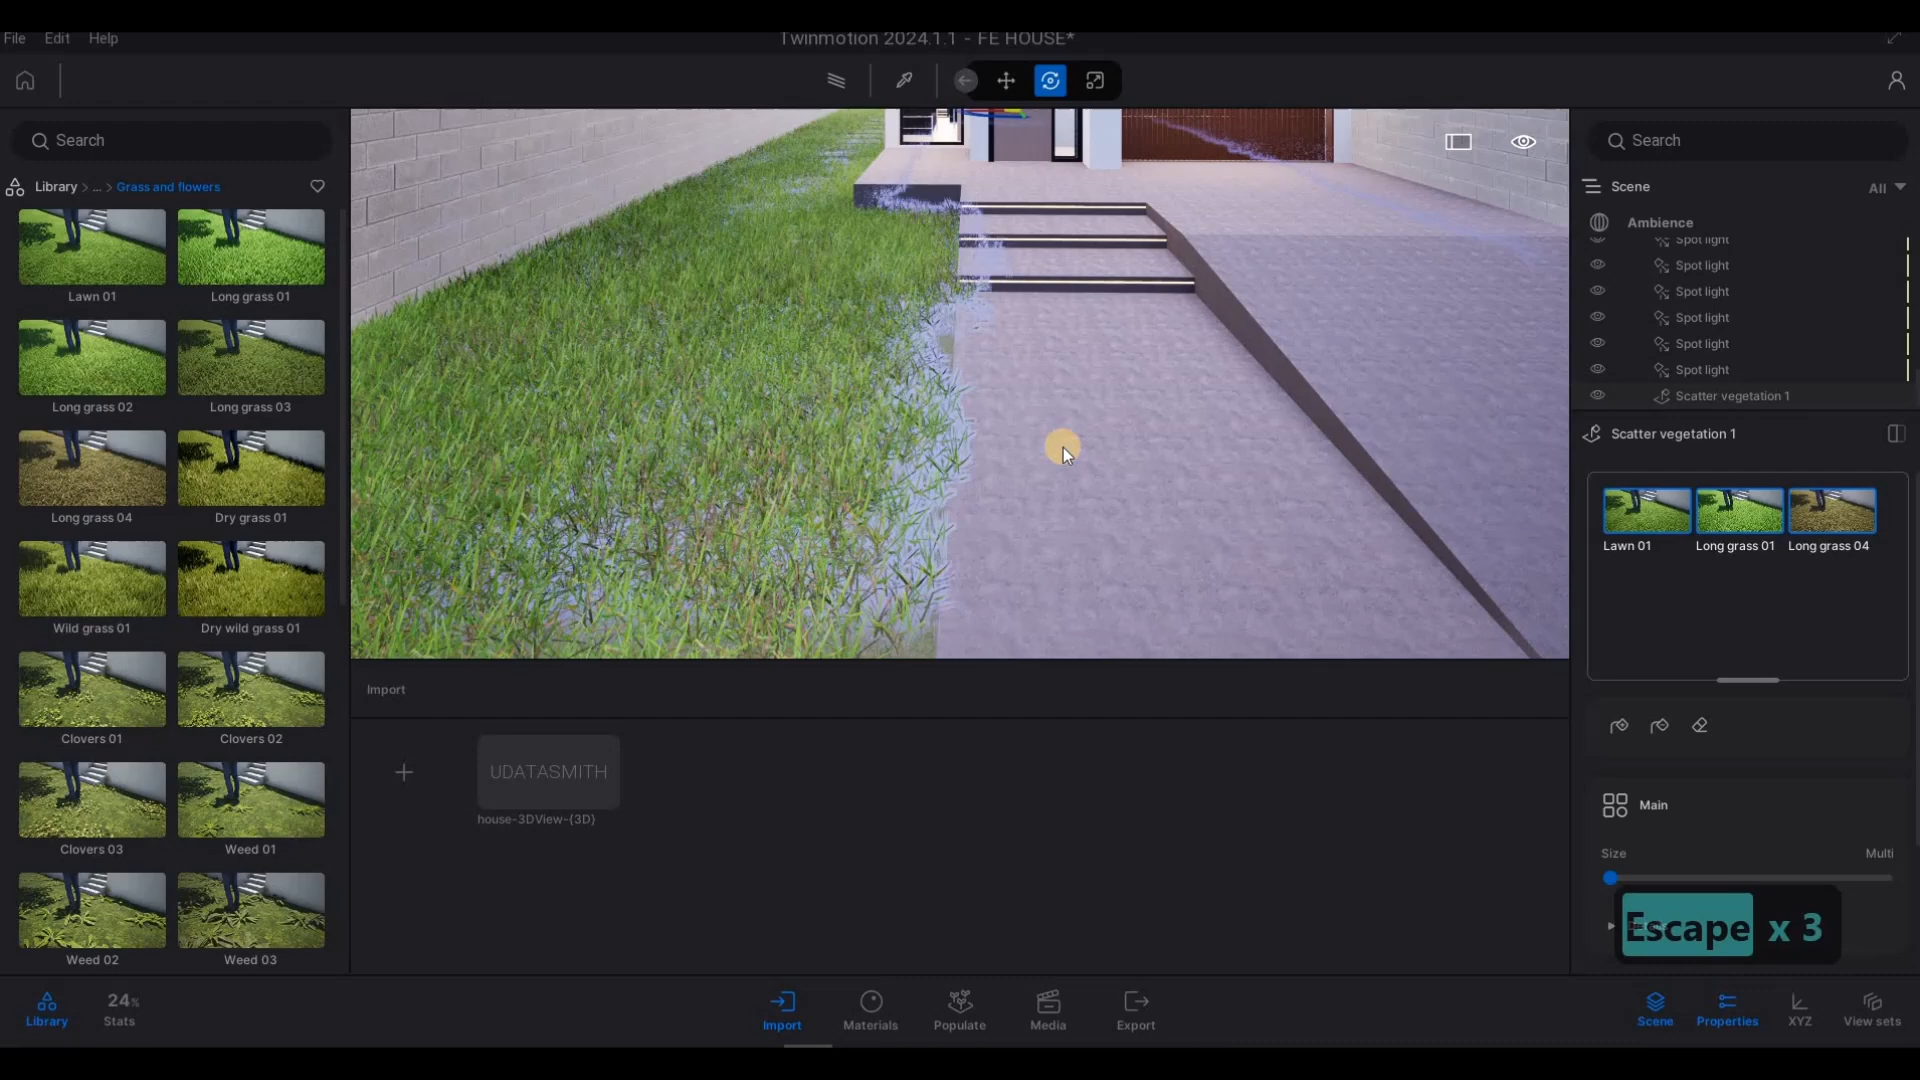 File Edit Help
Twinmotion 2024.1.1 - FE HOUSE*
Search
Library > ... > Grass and flowers
Lawn 01
Long grass 01
Long grass 02
Long grass 03
Long grass 04
Dry grass 01
Wild grass 01
Dry wild grass 01
Clovers 01
Clovers 02
Clovers 03
Weed 01
Weed 02
Weed 03
Import
UDATASMITH
house-3DView-{3D}
Search
Scene
All
Ambience
Spot light
Spot light
Spot light
Spot light
Spot light
Spot light
Scatter vegetation 1
Scatter vegetation 1
Lawn 01
Long grass 01
Long grass 04
Main
Size
Multi
Escape x 3
Library
24%
Stats
Import
Materials
Populate
Media
Export
Scene
Properties
XYZ
View sets